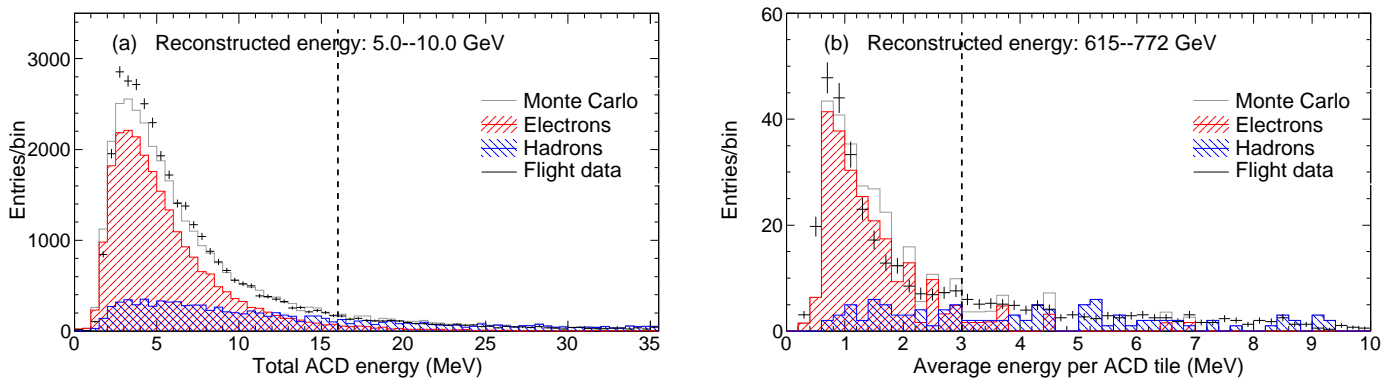 (a) Reconstructed energy: 5.0--10.0 GeV
Monte Carlo
Electrons
Hadrons
Flight data
Entries/bin
0
1000
2000
3000
0 5 10 15 20 25 30 35
Total ACD energy (MeV)
(b) Reconstructed energy: 615--772 GeV
Monte Carlo
Electrons
Hadrons
Flight data
Entries/bin
0
20
40
60
0 1 2 3 4 5 6 7 8 9 10
Average energy per ACD tile (MeV)